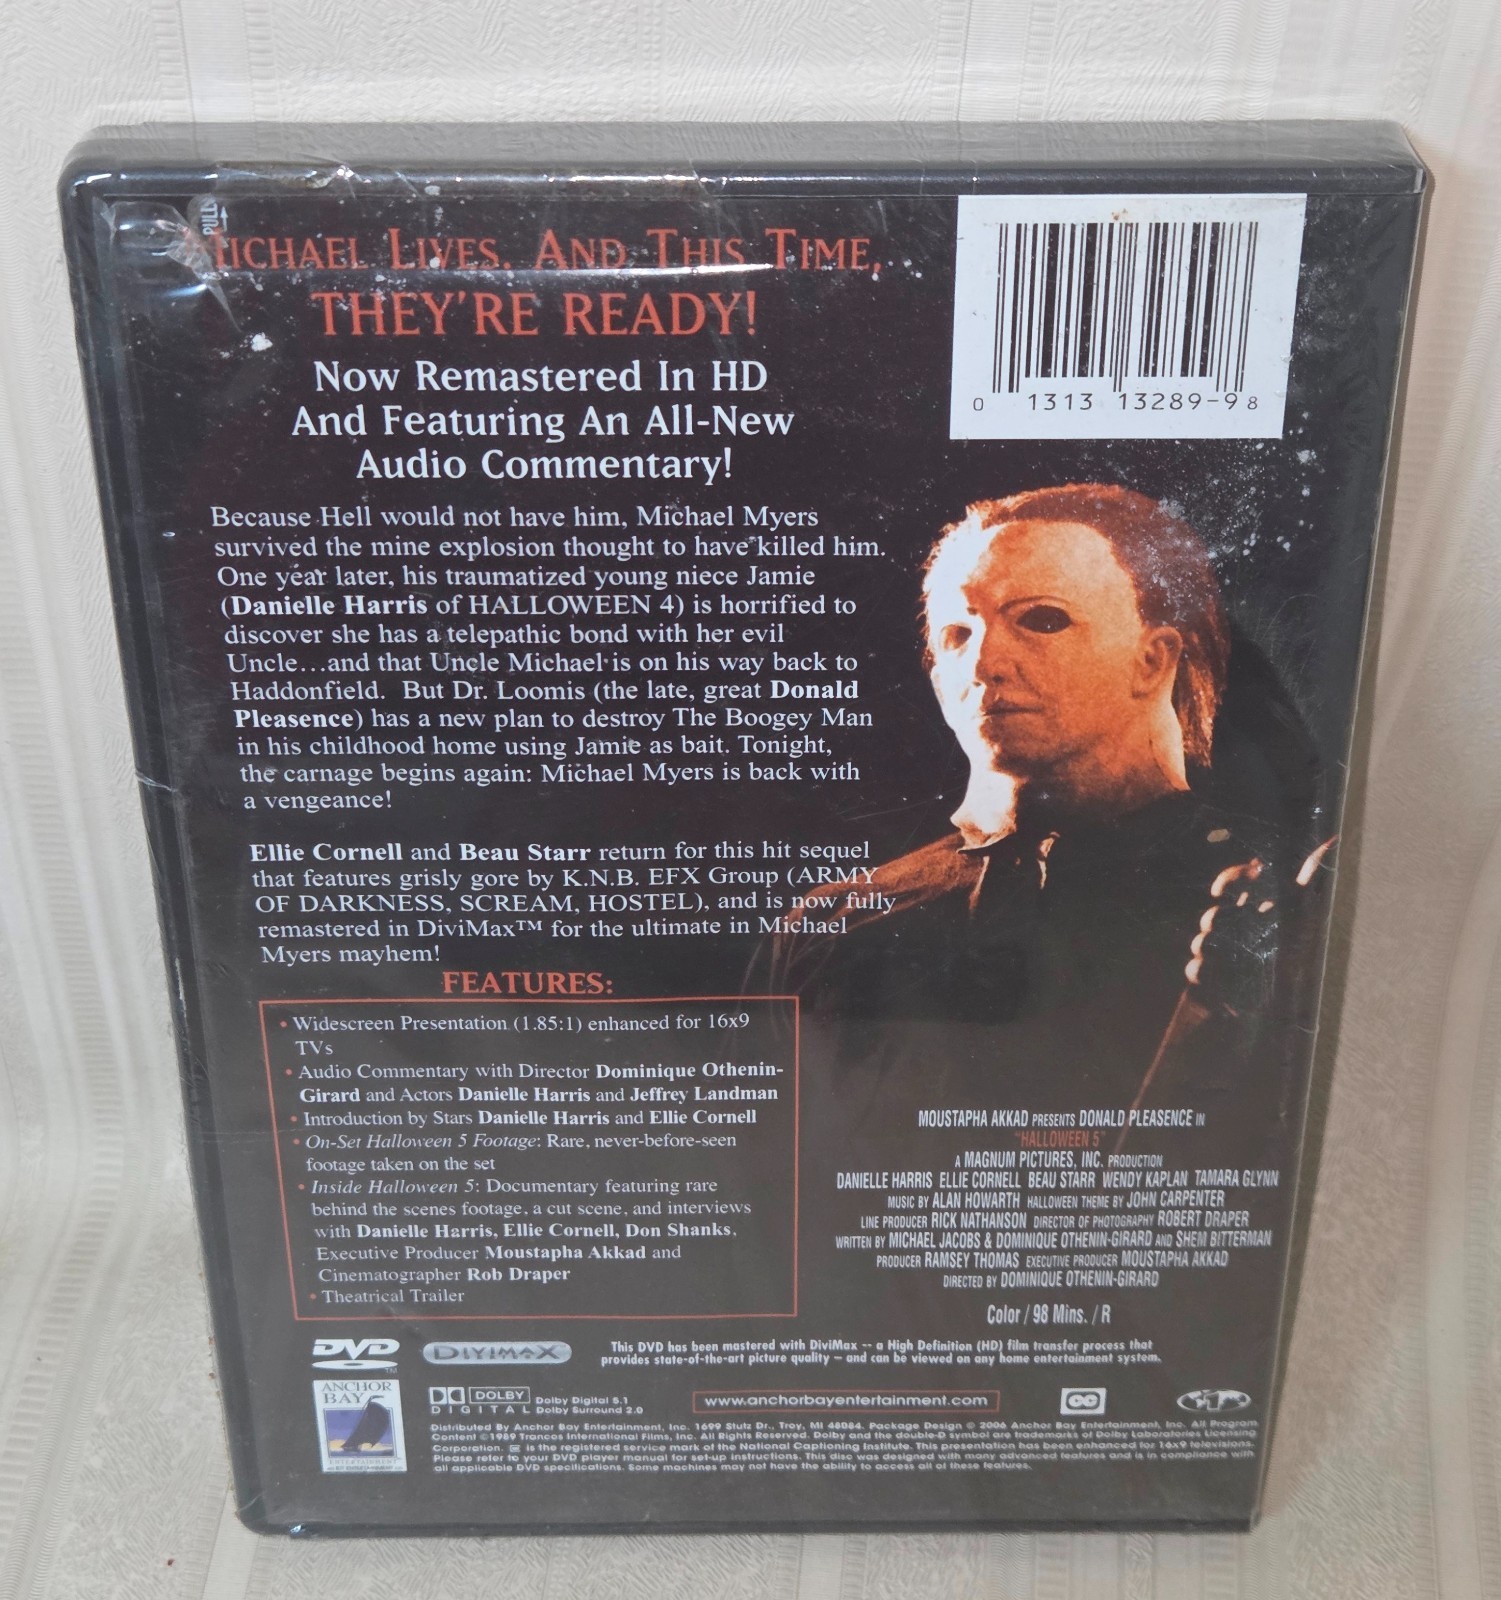 PULL
MICHAEL LIVES. AND THIS TIME,
THEY'RE READY!
NOW REMASTERED IN HD
AND FEATURING AN ALL-NEW
AUDIO COMMENTARY!
0 1313 13289-9 8
Because Hell would not have him, Michael Myers
survived the mine explosion thought to have killed him.
One year later, his traumatized young niece Jamie
(Danielle Harris of HALLOWEEN 4) is horrified to
discover she has a telepathic bond with her evil
Uncle...and that Uncle Michael is on his way back to
Haddonfield. But Dr. Loomis (the late, great Donald
Pleasence) has a new plan to destroy The Boogey Man
in his childhood home using Jamie as bait. Tonight,
the carnage begins again: Michael Myers is back with
a vengeance!
Ellie Cornell and Beau Starr return for this hit sequel
that features grisly gore by K.N.B. EFX Group (ARMY
OF DARKNESS, SCREAM, HOSTEL), and is now fully
remastered in DiviMax™ for the ultimate in Michael
Myers mayhem!
FEATURES:
• Widescreen Presentation (1.85:1) enhanced for 16x9
TVs
• Audio Commentary with Director Dominique Othenin-
Girard and Actors Danielle Harris and Jeffrey Landman
• Introduction by Stars Danielle Harris and Ellie Cornell
• On-Set Halloween 5 Footage: Rare, never-before-seen
footage taken on the set
• Inside Halloween 5: Documentary featuring rare
behind the scenes footage, a cut scene, and interviews
with Danielle Harris, Ellie Cornell, Don Shanks,
Executive Producer Moustapha Akkad and
Cinematographer Rob Draper
• Theatrical Trailer
MOUSTAPHA AKKAD PRESENTS DONALD PLEASENCE IN
"HALLOWEEN 5"
A MAGNUM PICTURES, INC. PRODUCTION
DANIELLE HARRIS ELLIE CORNELL BEAU STARR WENDY KAPLAN TAMARA GLYNN
MUSIC BY ALAN HOWARTH HALLOWEEN THEME BY JOHN CARPENTER
LINE PRODUCER RICK NATHANSON DIRECTOR OF PHOTOGRAPHY ROBERT DRAPER
WRITTEN BY MICHAEL JACOBS & DOMINIQUE OTHENIN-GIRARD AND SHEM BITTERMAN
PRODUCER RAMSEY THOMAS EXECUTIVE PRODUCER MOUSTAPHA AKKAD
DIRECTED BY DOMINIQUE OTHENIN-GIRARD
Color / 98 Mins. / R
DVD™
DIVIMAX
This DVD has been mastered with DiviMax -- a High Definition (HD) film transfer process that
provides state-of-the-art picture quality – and can be viewed on any home entertainment system.
ANCHOR
BAY
ENTERTAINMENT
DOLBY
DIGITAL
Dolby Digital 5.1
Dolby Surround 2.0
www.anchorbayentertainment.com
CC
1
Distributed By Anchor Bay Entertainment, Inc. 1699 Stutz Dr., Troy, MI 48084. Package Design © 2006 Anchor Bay Entertainment, Inc. All Program
Content ©1989 Trancas International Films, Inc. All Rights Reserved. Dolby and the double-D symbol are trademarks of Dolby Laboratories Licensing
Corporation. is the registered service mark of the National Captioning Institute. This presentation has been enhanced for 16x9 televisions.
Please refer to your DVD player manual for set-up instructions. This disc was designed with many advanced features and is in compliance with
all applicable DVD specifications. Some machines may not have the ability to access all of these features.